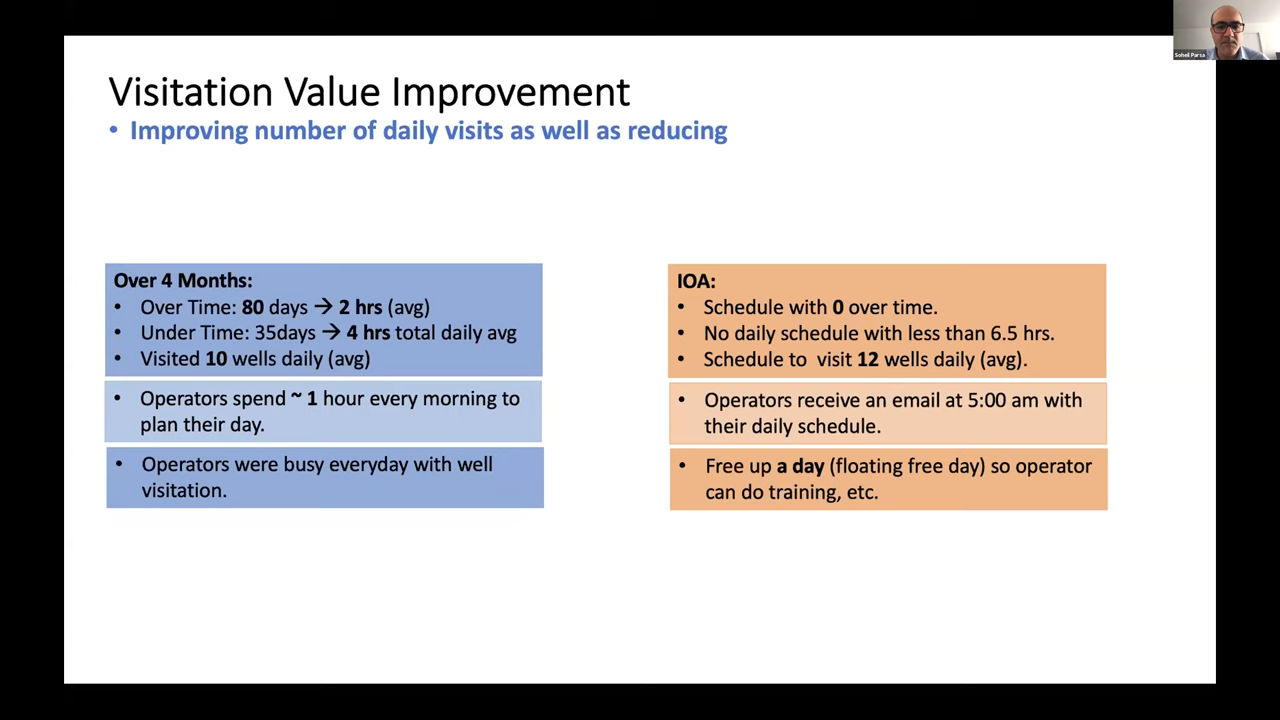 Visitation Value Improvement
• Improving number of daily visits as well as reducing
Over 4 Months:
• Over Time: 80 days → 2 hrs (avg)
• Under Time: 35days → 4 hrs total daily avg
• Visited 10 wells daily (avg)
• Operators spend ~ 1 hour every morning to
plan their day.
• Operators were busy everyday with well
visitation.
IOA:
• Schedule with 0 over time.
• No daily schedule with less than 6.5 hrs.
• Schedule to visit 12 wells daily (avg).
• Operators receive an email at 5:00 am with
their daily schedule.
• Free up a day (floating free day) so operator
can do training, etc.
Soheil Parsa